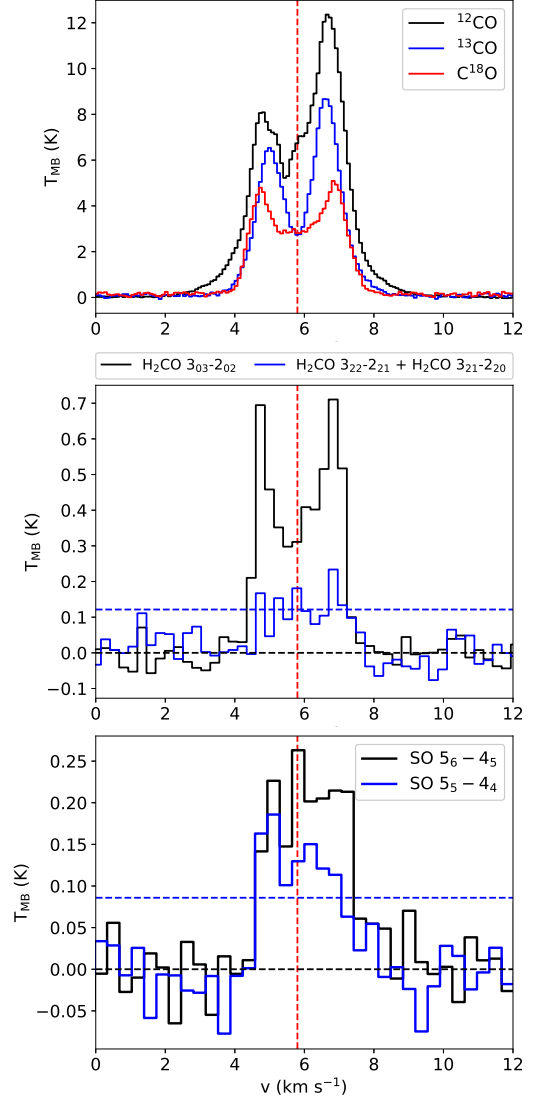 12
10
8
6
4
2
0
T_MB (K)
¹²CO
¹³CO
C¹⁸O
0 2 4 6 8 10 12
H₂CO 3₀₃-2₀₂ H₂CO 3₂₂-2₂₁ + H₂CO 3₂₁-2₂₀
0.7
0.6
0.5
0.4
0.3
0.2
0.1
0.0
−0.1
T_MB (K)
0 2 4 6 8 10 12
0.25
0.20
0.15
0.10
0.05
0.00
−0.05
T_MB (K)
SO 5₆ − 4₅
SO 5₅ − 4₄
0 2 4 6 8 10 12
v (km s⁻¹)